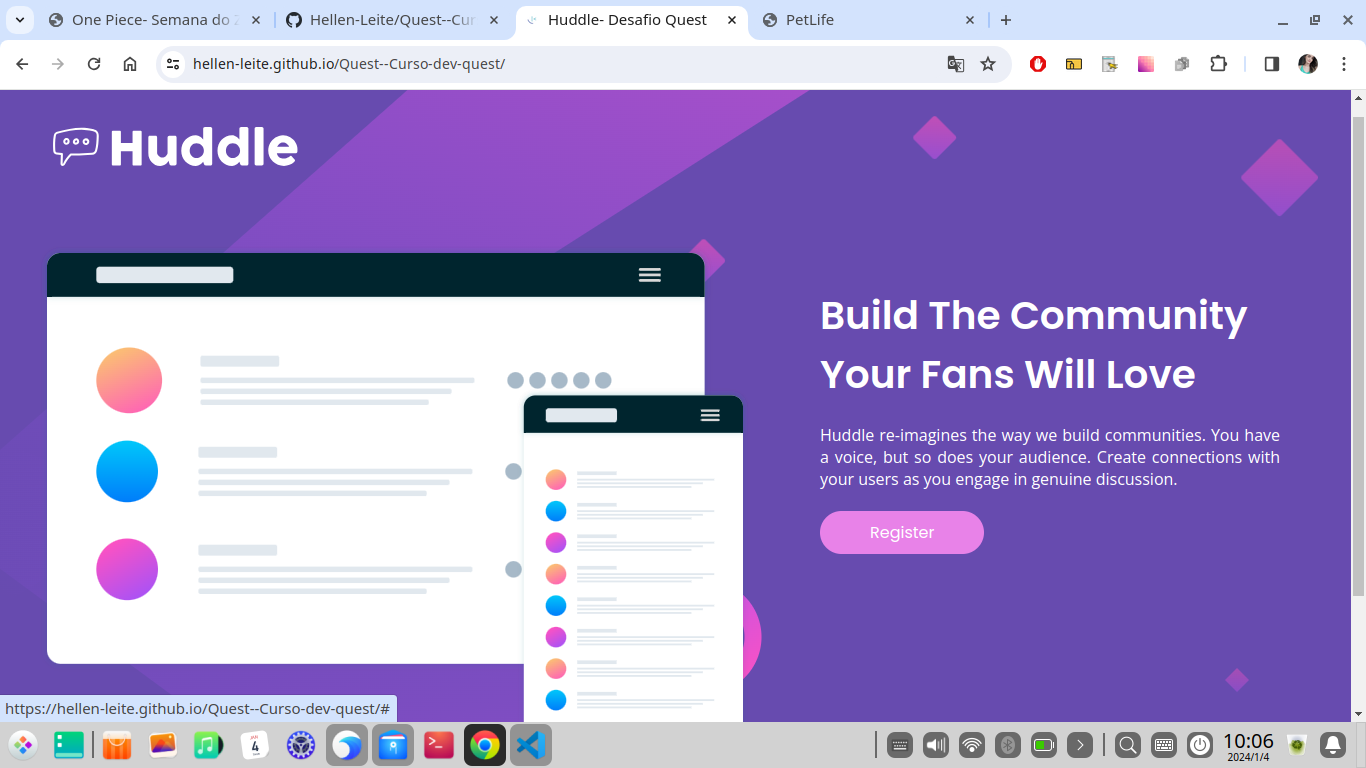 One Piece- Semana do Z
Hellen-Leite/Quest--Cur
Huddle- Desafio Quest
PetLife
hellen-leite.github.io/Quest--Curso-dev-quest/
Huddle
Build The Community
Your Fans Will Love
Huddle re-imagines the way we build communities. You have
a voice, but so does your audience. Create connections with
your users as you engage in genuine discussion.
Register
https://hellen-leite.github.io/Quest--Curso-dev-quest/#
JAN
4
10:06
2024/1/4